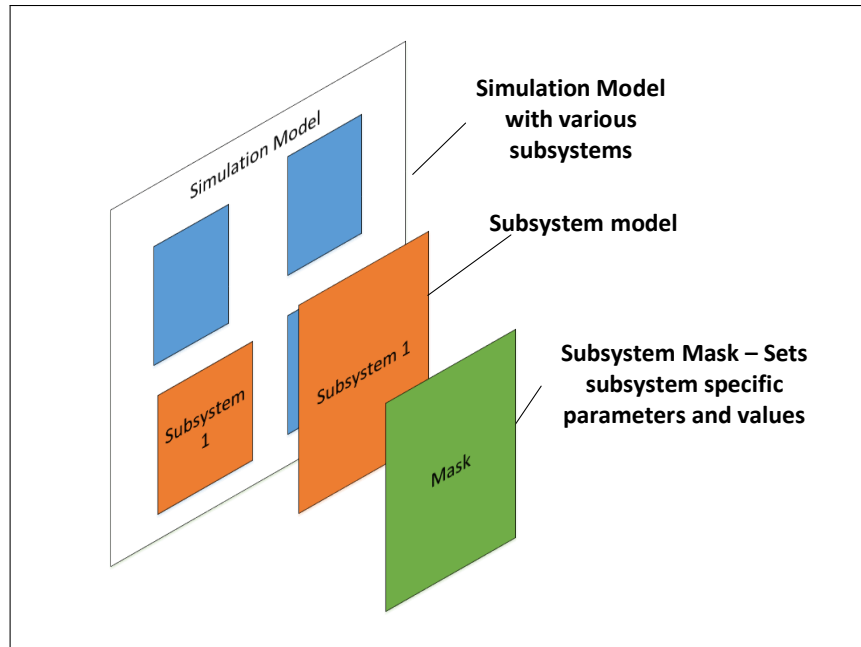 Simulation Model
with various
subsystems
Simulation Model
Subsystem model
Subsystem 1
Subsystem
1
Subsystem Mask – Sets
subsystem specific
parameters and values
Mask